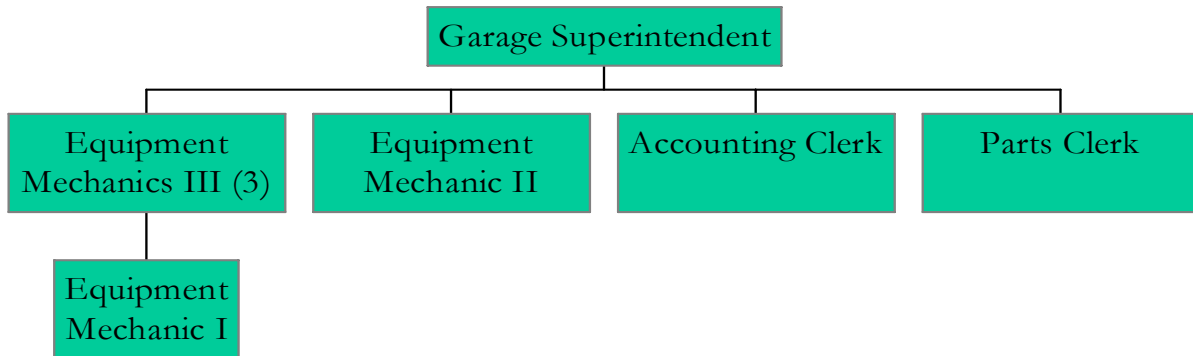 Garage Superintendent
Equipment
Mechanics III (3)
Equipment
Mechanic II
Accounting Clerk
Parts Clerk
Equipment
Mechanic I